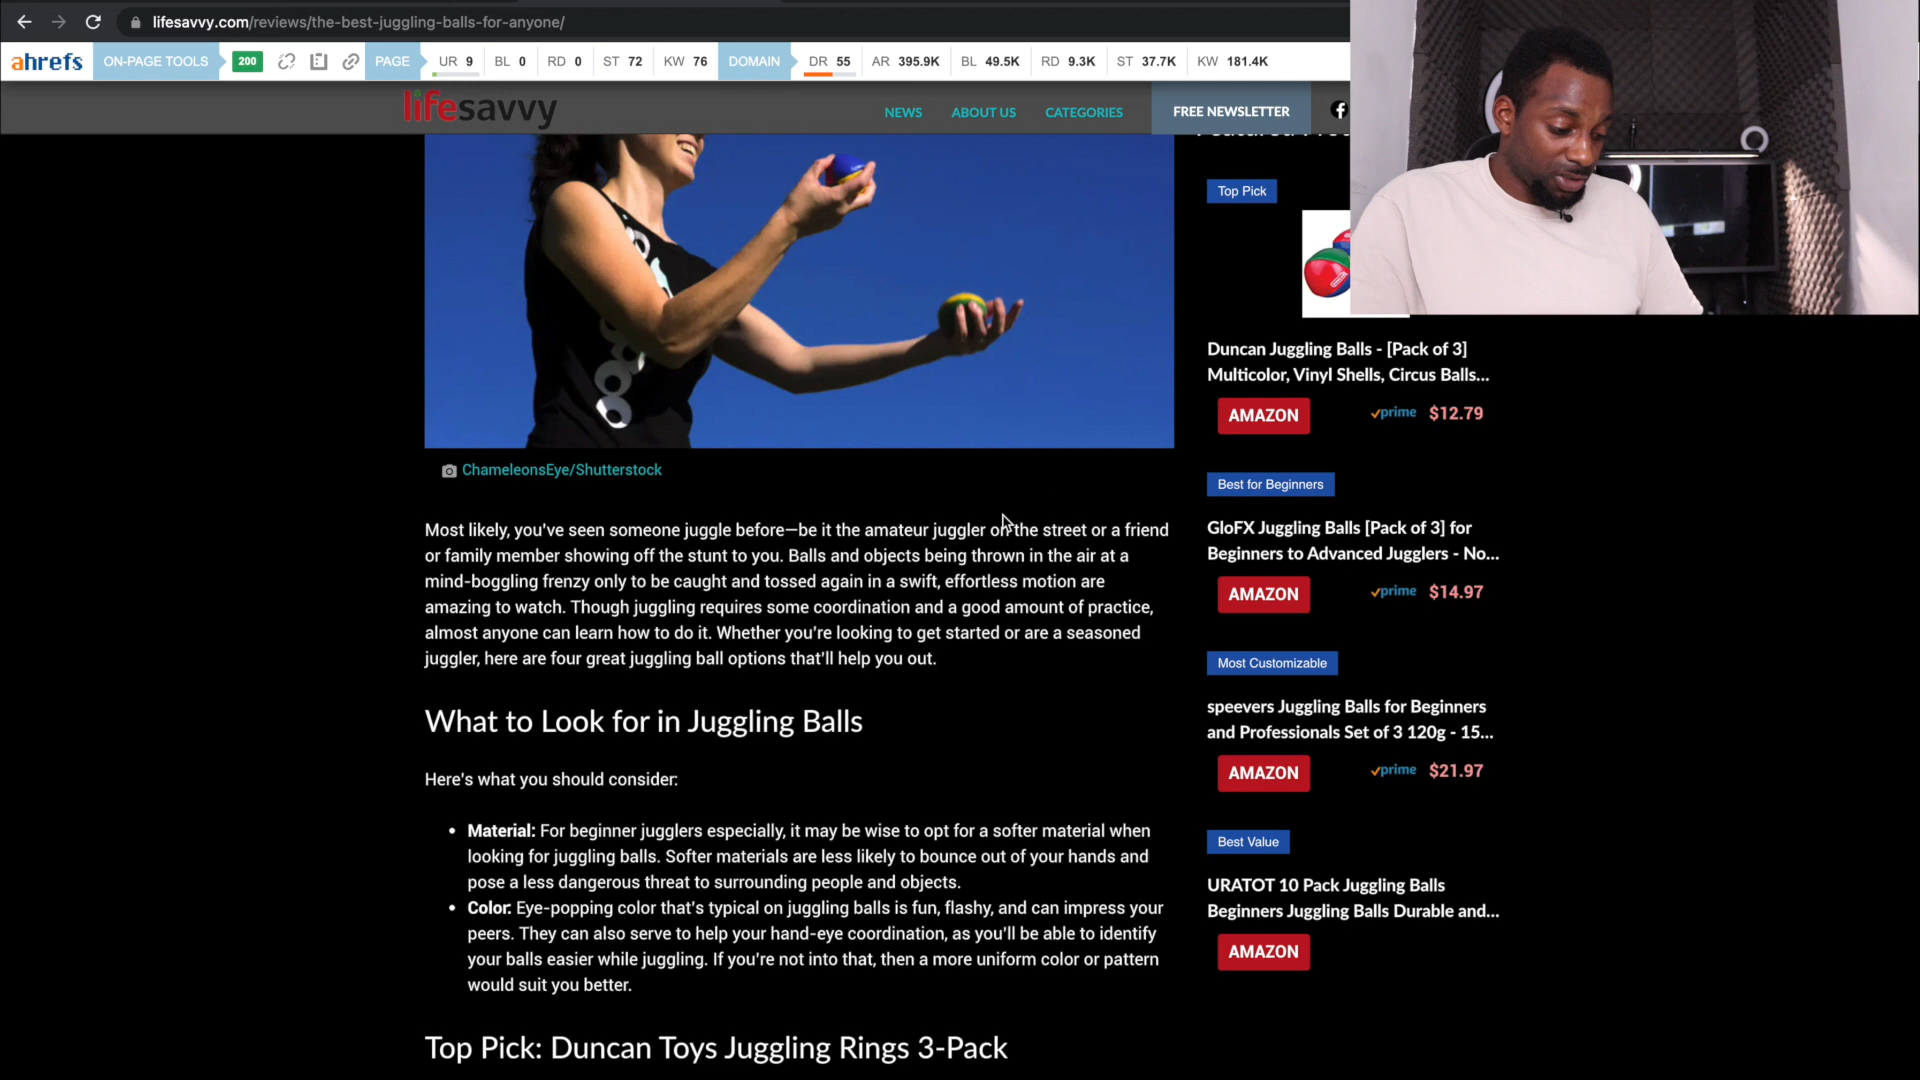 lifesavvy.com/reviews/the-best-juggling-balls-for-anyone/
ahrefs ON-PAGE TOOLS 200 PAGE UR 9 BL 0 RD 0 ST 72 KW 76 DOMAIN DR 55 AR 395.9K BL 49.5K RD 9.3K ST 37.7K KW 181.4K
lifesavvy NEWS ABOUT US CATEGORIES FREE NEWSLETTER
Top Pick
Duncan Juggling Balls - [Pack of 3]
Multicolor, Vinyl Shells, Circus Balls...
AMAZON prime $12.79
ChameleonsEye/Shutterstock
Best for Beginners
GloFX Juggling Balls [Pack of 3] for
Beginners to Advanced Jugglers - No...
AMAZON prime $14.97
Most Customizable
speevers Juggling Balls for Beginners
and Professionals Set of 3 120g - 15...
AMAZON prime $21.97
Best Value
URATOT 10 Pack Juggling Balls
Beginners Juggling Balls Durable and...
AMAZON
Most likely, you've seen someone juggle before—be it the amateur juggler on the street or a friend
or family member showing off the stunt to you. Balls and objects being thrown in the air at a
mind-boggling frenzy only to be caught and tossed again in a swift, effortless motion are
amazing to watch. Though juggling requires some coordination and a good amount of practice,
almost anyone can learn how to do it. Whether you're looking to get started or are a seasoned
juggler, here are four great juggling ball options that'll help you out.
What to Look for in Juggling Balls
Here's what you should consider:
• Material: For beginner jugglers especially, it may be wise to opt for a softer material when
looking for juggling balls. Softer materials are less likely to bounce out of your hands and
pose a less dangerous threat to surrounding people and objects.
• Color: Eye-popping color that's typical on juggling balls is fun, flashy, and can impress your
peers. They can also serve to help your hand-eye coordination, as you'll be able to identify
your balls easier while juggling. If you're not into that, then a more uniform color or pattern
would suit you better.
Top Pick: Duncan Toys Juggling Rings 3-Pack